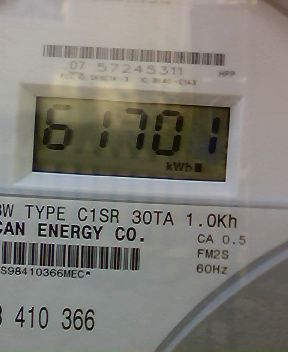 07 57245311
HPP
61701
kWh
W TYPE C1SR 30TA 1.0Kh
CAN ENERGY CO.
CA 0.5
FM2S
60Hz
S98410366MEC*
410 366